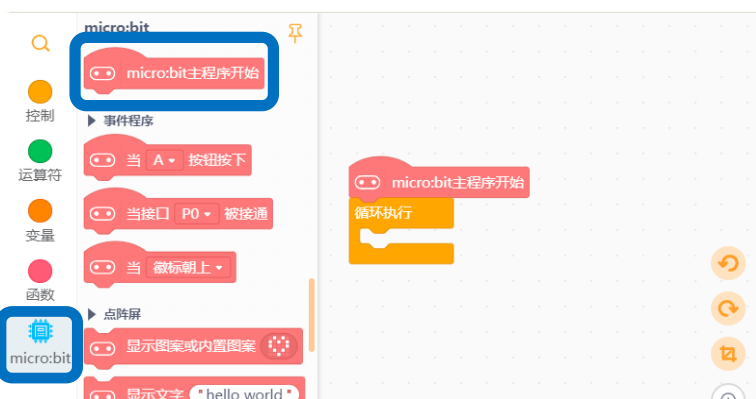 micro:bit
micro:bit主程序开始
控制
事件程序
当 A 按钮按下
运算符
micro:bit主程序开始
当接口 P0 被接通
循环执行
变量
当 徽标朝上
函数
点阵屏
micro:bit
显示图案或内置图案
显示文字 "hello world"